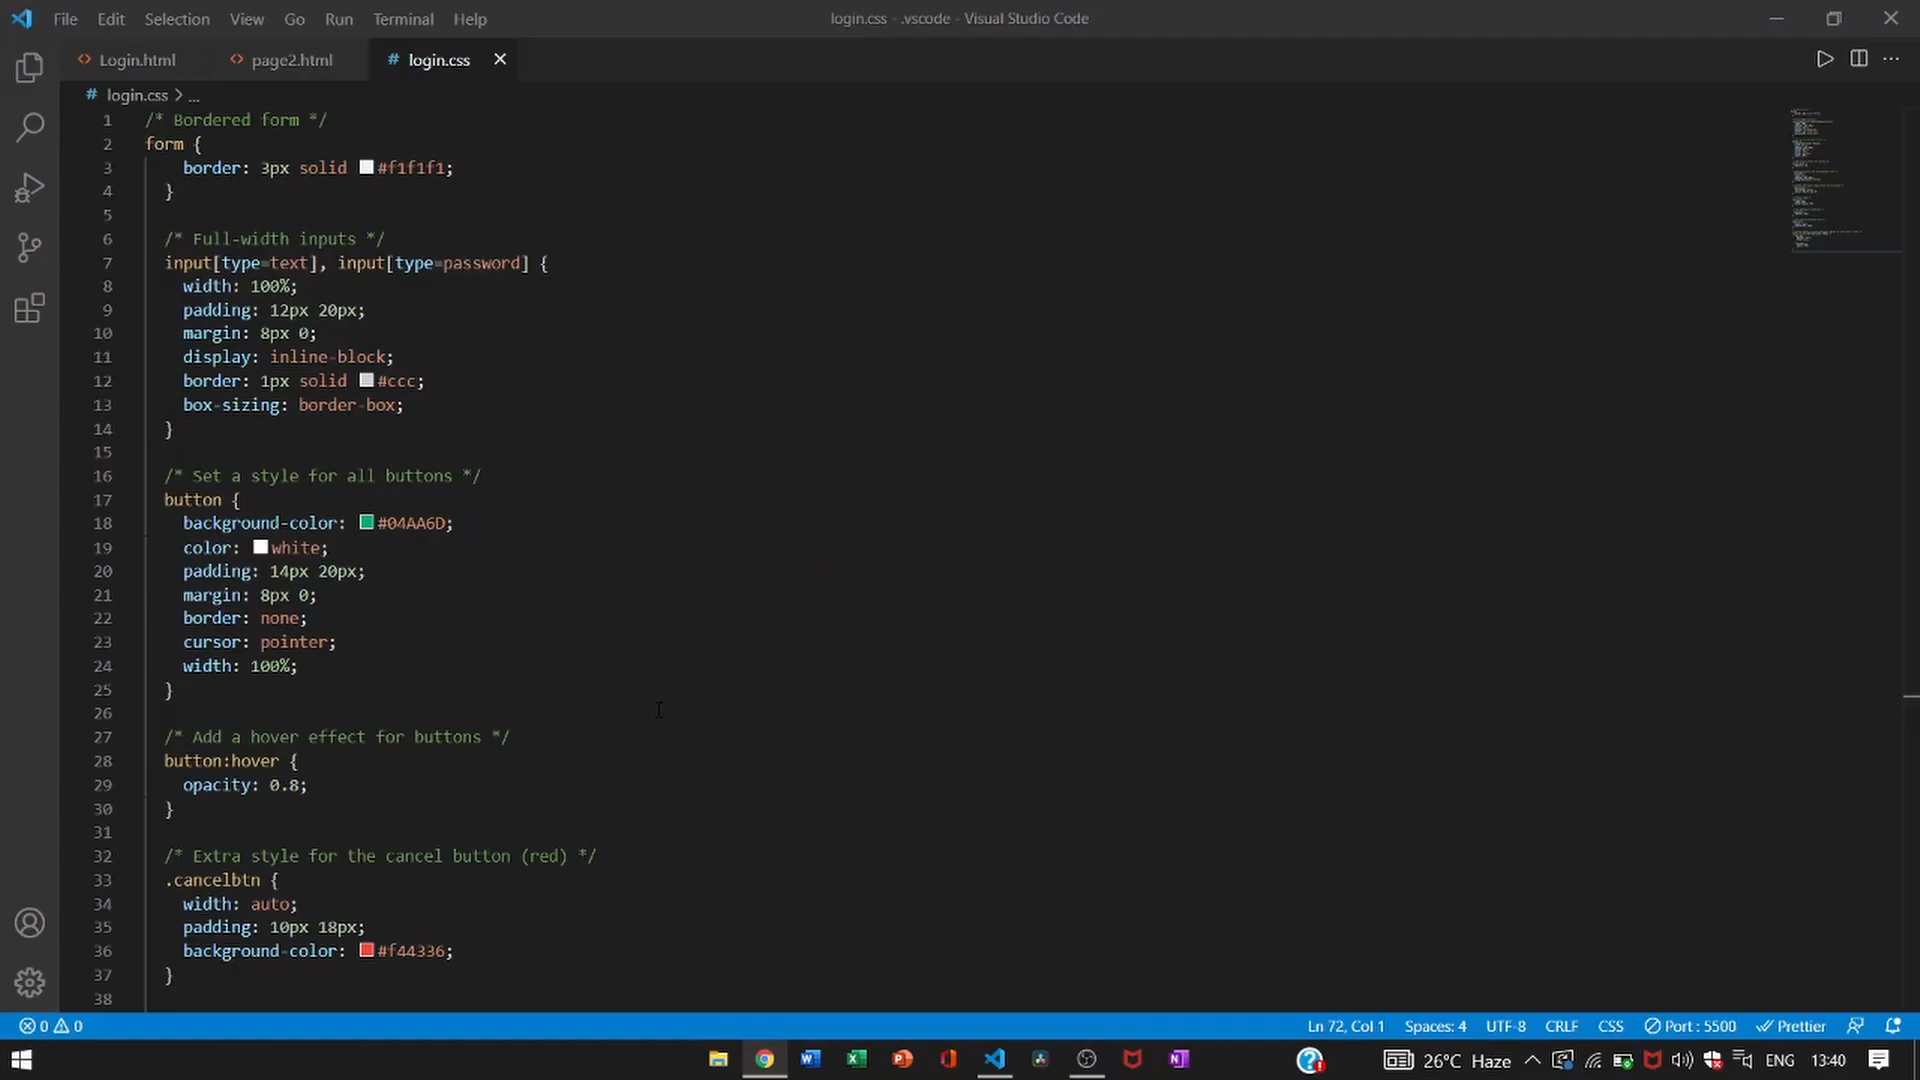 File Edit Selection View Go Run Terminal Help login.css - .vscode - Visual Studio Code
Login.html page2.html # login.css
# login.css > ...
1 /* Bordered form */
2 form {
3 border: 3px solid #f1f1f1;
4 }
5
6 /* Full-width inputs */
7 input[type=text], input[type=password] {
8 width: 100%;
9 padding: 12px 20px;
10 margin: 8px 0;
11 display: inline-block;
12 border: 1px solid #ccc;
13 box-sizing: border-box;
14 }
15
16 /* Set a style for all buttons */
17 button {
18 background-color: #04AA6D;
19 color: white;
20 padding: 14px 20px;
21 margin: 8px 0;
22 border: none;
23 cursor: pointer;
24 width: 100%;
25 }
26
27 /* Add a hover effect for buttons */
28 button:hover {
29 opacity: 0.8;
30 }
31
32 /* Extra style for the cancel button (red) */
33 .cancelbtn {
34 width: auto;
35 padding: 10px 18px;
36 background-color: #f44336;
37 }
38
0 0 Ln 72, Col 1 Spaces: 4 UTF-8 CRLF CSS Port : 5500 Prettier
26°C Haze ENG 13:40